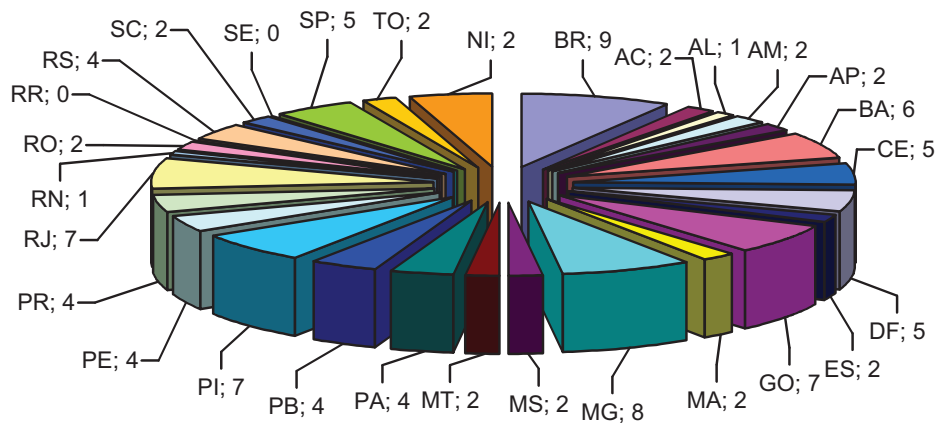 BR; 9
AC; 2
AL; 1
AM; 2
AP; 2
BA; 6
CE; 5
DF; 5
ES; 2
GO; 7
MA; 2
MG; 8
MS; 2
MT; 2
PA; 4
PB; 4
PI; 7
PE; 4
PR; 4
RJ; 7
RN; 1
RO; 2
RR; 0
RS; 4
SC; 2
SE; 0
SP; 5
TO; 2
NI; 2